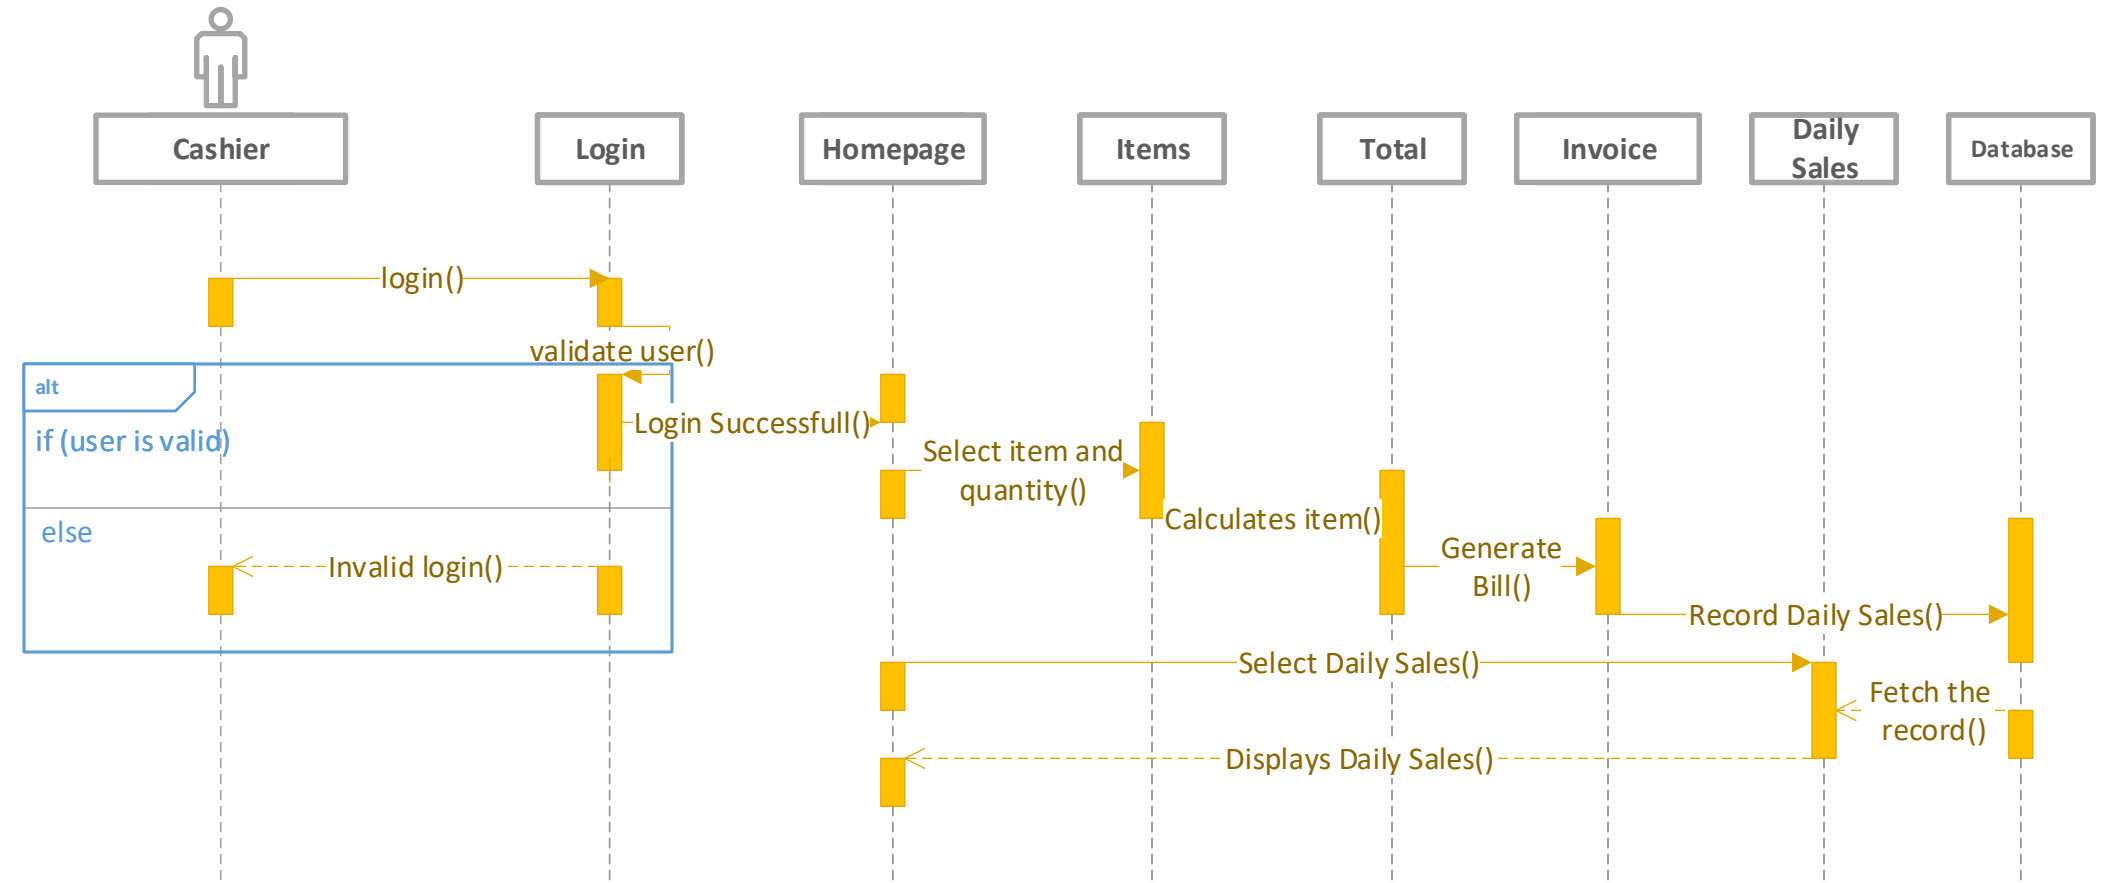 Cashier
Login
Homepage
Items
Total
Invoice
Daily
Sales
Database
login()
validate user()
alt
if (user is valid)
Login Successfull()
Select item and
quantity()
Calculates item()
else
Invalid login()
Generate
Bill()
Record Daily Sales()
Select Daily Sales()
Fetch the
record()
Displays Daily Sales()